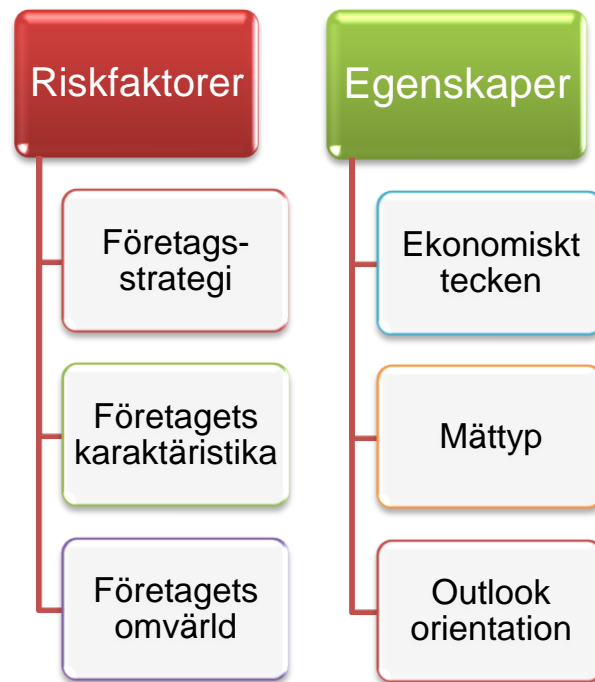 Riskfaktorer
Företags-
strategi
Företagets
karaktäristika
Företagets
omvärld
Egenskaper
Ekonomiskt
tecken
Mättyp
Outlook
orientation